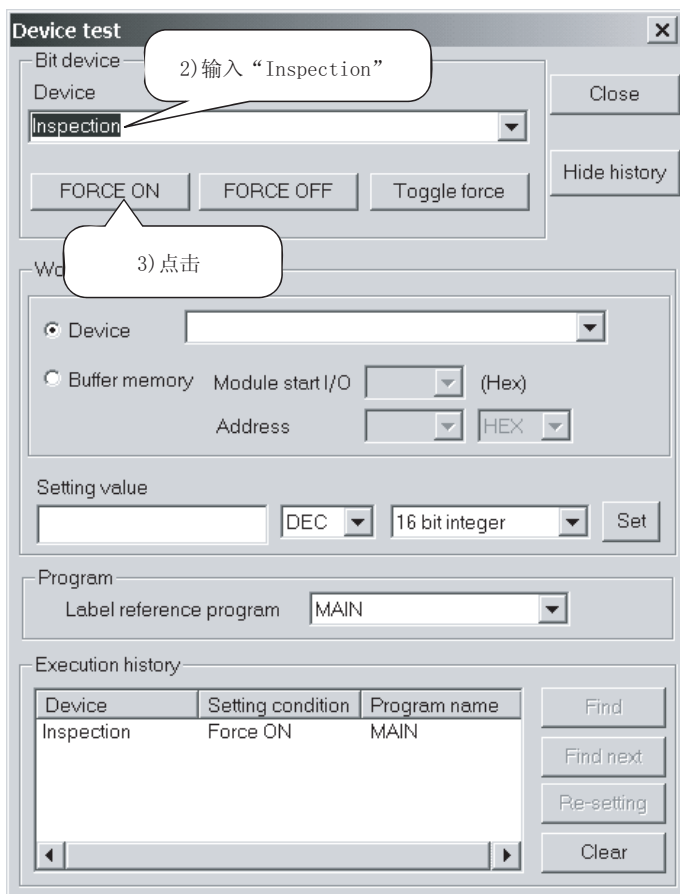 Device test
Bit device
2)输入“Inspection”
Device
Close
Inspection
Hide history
FORCE ON FORCE OFF Toggle force
3)点击
Device
Buffer memory Module start I/O (Hex)
Address HEX
Setting value
DEC 16 bit integer Set
Program
Label reference program MAIN
Execution history
Device Setting condition Program name
Find
Inspection Force ON MAIN
Find next
Re-setting
Clear